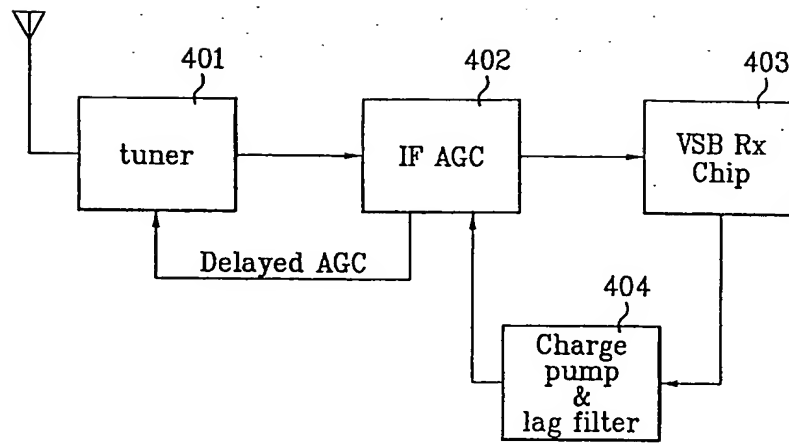 401
402
403
tuner
IF AGC
VSB Rx
Chip
Delayed AGC
404
Charge
pump
&
lag filter